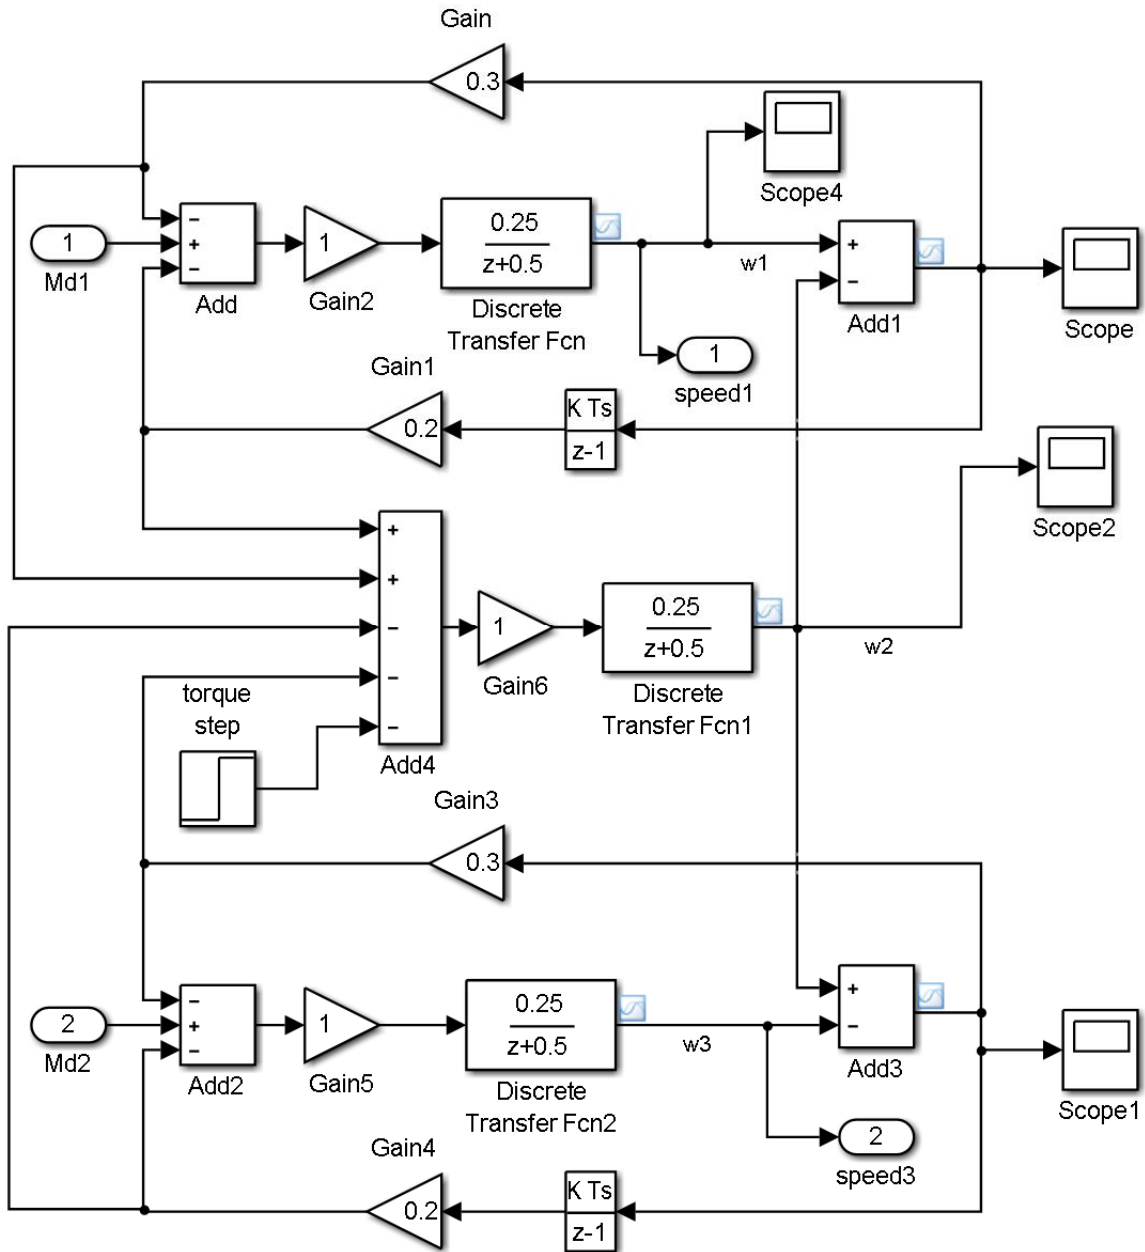 Gain
0.3
Scope4
1
Md1
−
+
−
Add
1
Gain2
0.25
z+0.5
Discrete
Transfer Fcn
w1
+
−
Add1
Scope
1
speed1
Gain1
0.2
K Ts
z-1
Scope2
+
+
−
−
−
Add4
1
Gain6
0.25
z+0.5
Discrete
Transfer Fcn1
w2
torque
step
Gain3
0.3
2
Md2
−
+
−
Add2
1
Gain5
0.25
z+0.5
Discrete
Transfer Fcn2
w3
+
−
Add3
Scope1
2
speed3
Gain4
0.2
K Ts
z-1